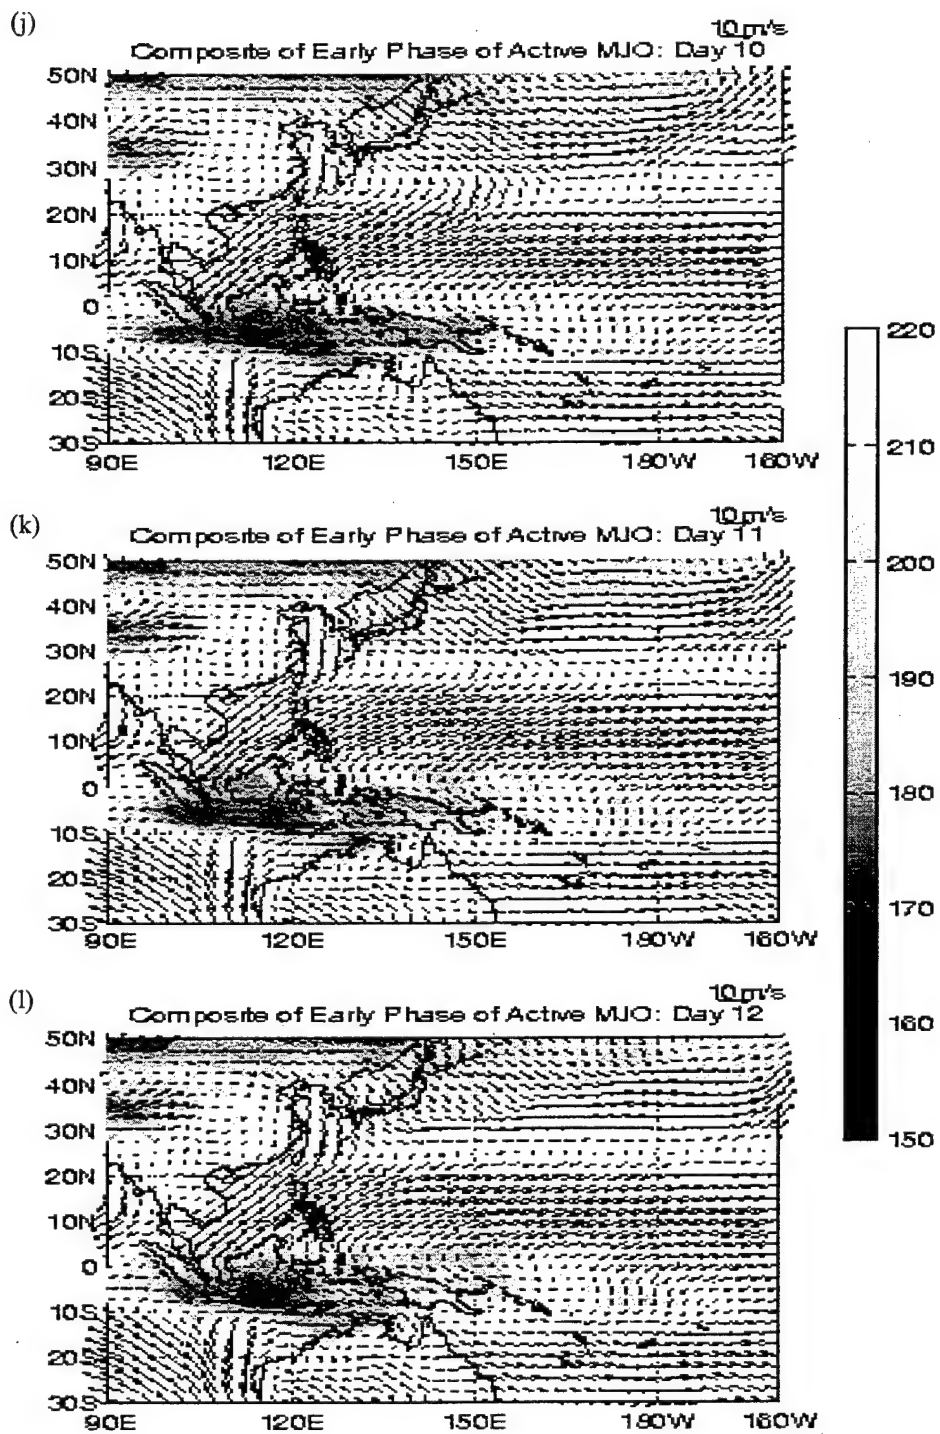 (j)
10 m/s
Composite of Early Phase of Active MJO: Day 10
50N
40N
30N
20N
10N
0
10S
20S
30S
90E 120E 150E 180W 160W
(k)
10 m/s
Composite of Early Phase of Active MJO: Day 11
50N
40N
30N
20N
10N
0
10S
20S
30S
90E 120E 150E 180W 160W
(l)
10 m/s
Composite of Early Phase of Active MJO: Day 12
50N
40N
30N
20N
10N
0
10S
20S
30S
90E 120E 150E 180W 160W
220
210
200
190
180
170
160
150